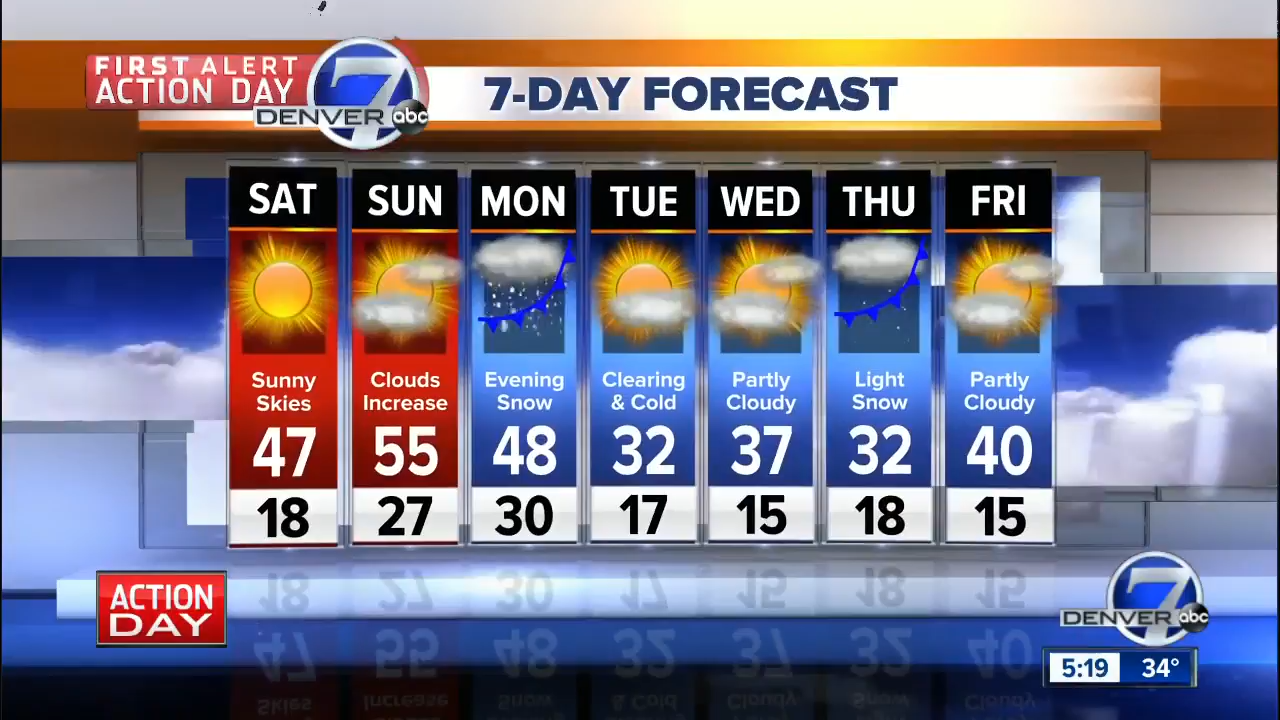 FIRST ALERT
ACTION DAY
7
DENVER abc
7-DAY FORECAST
SAT SUN MON TUE WED THU FRI
Sunny Clouds Evening Clearing Partly Light Partly
Skies Increase Snow & Cold Cloudy Snow Cloudy
47 55 48 32 37 32 40
18 27 30 17 15 18 15
ACTION
DAY
7
DENVER abc
5:19 34°